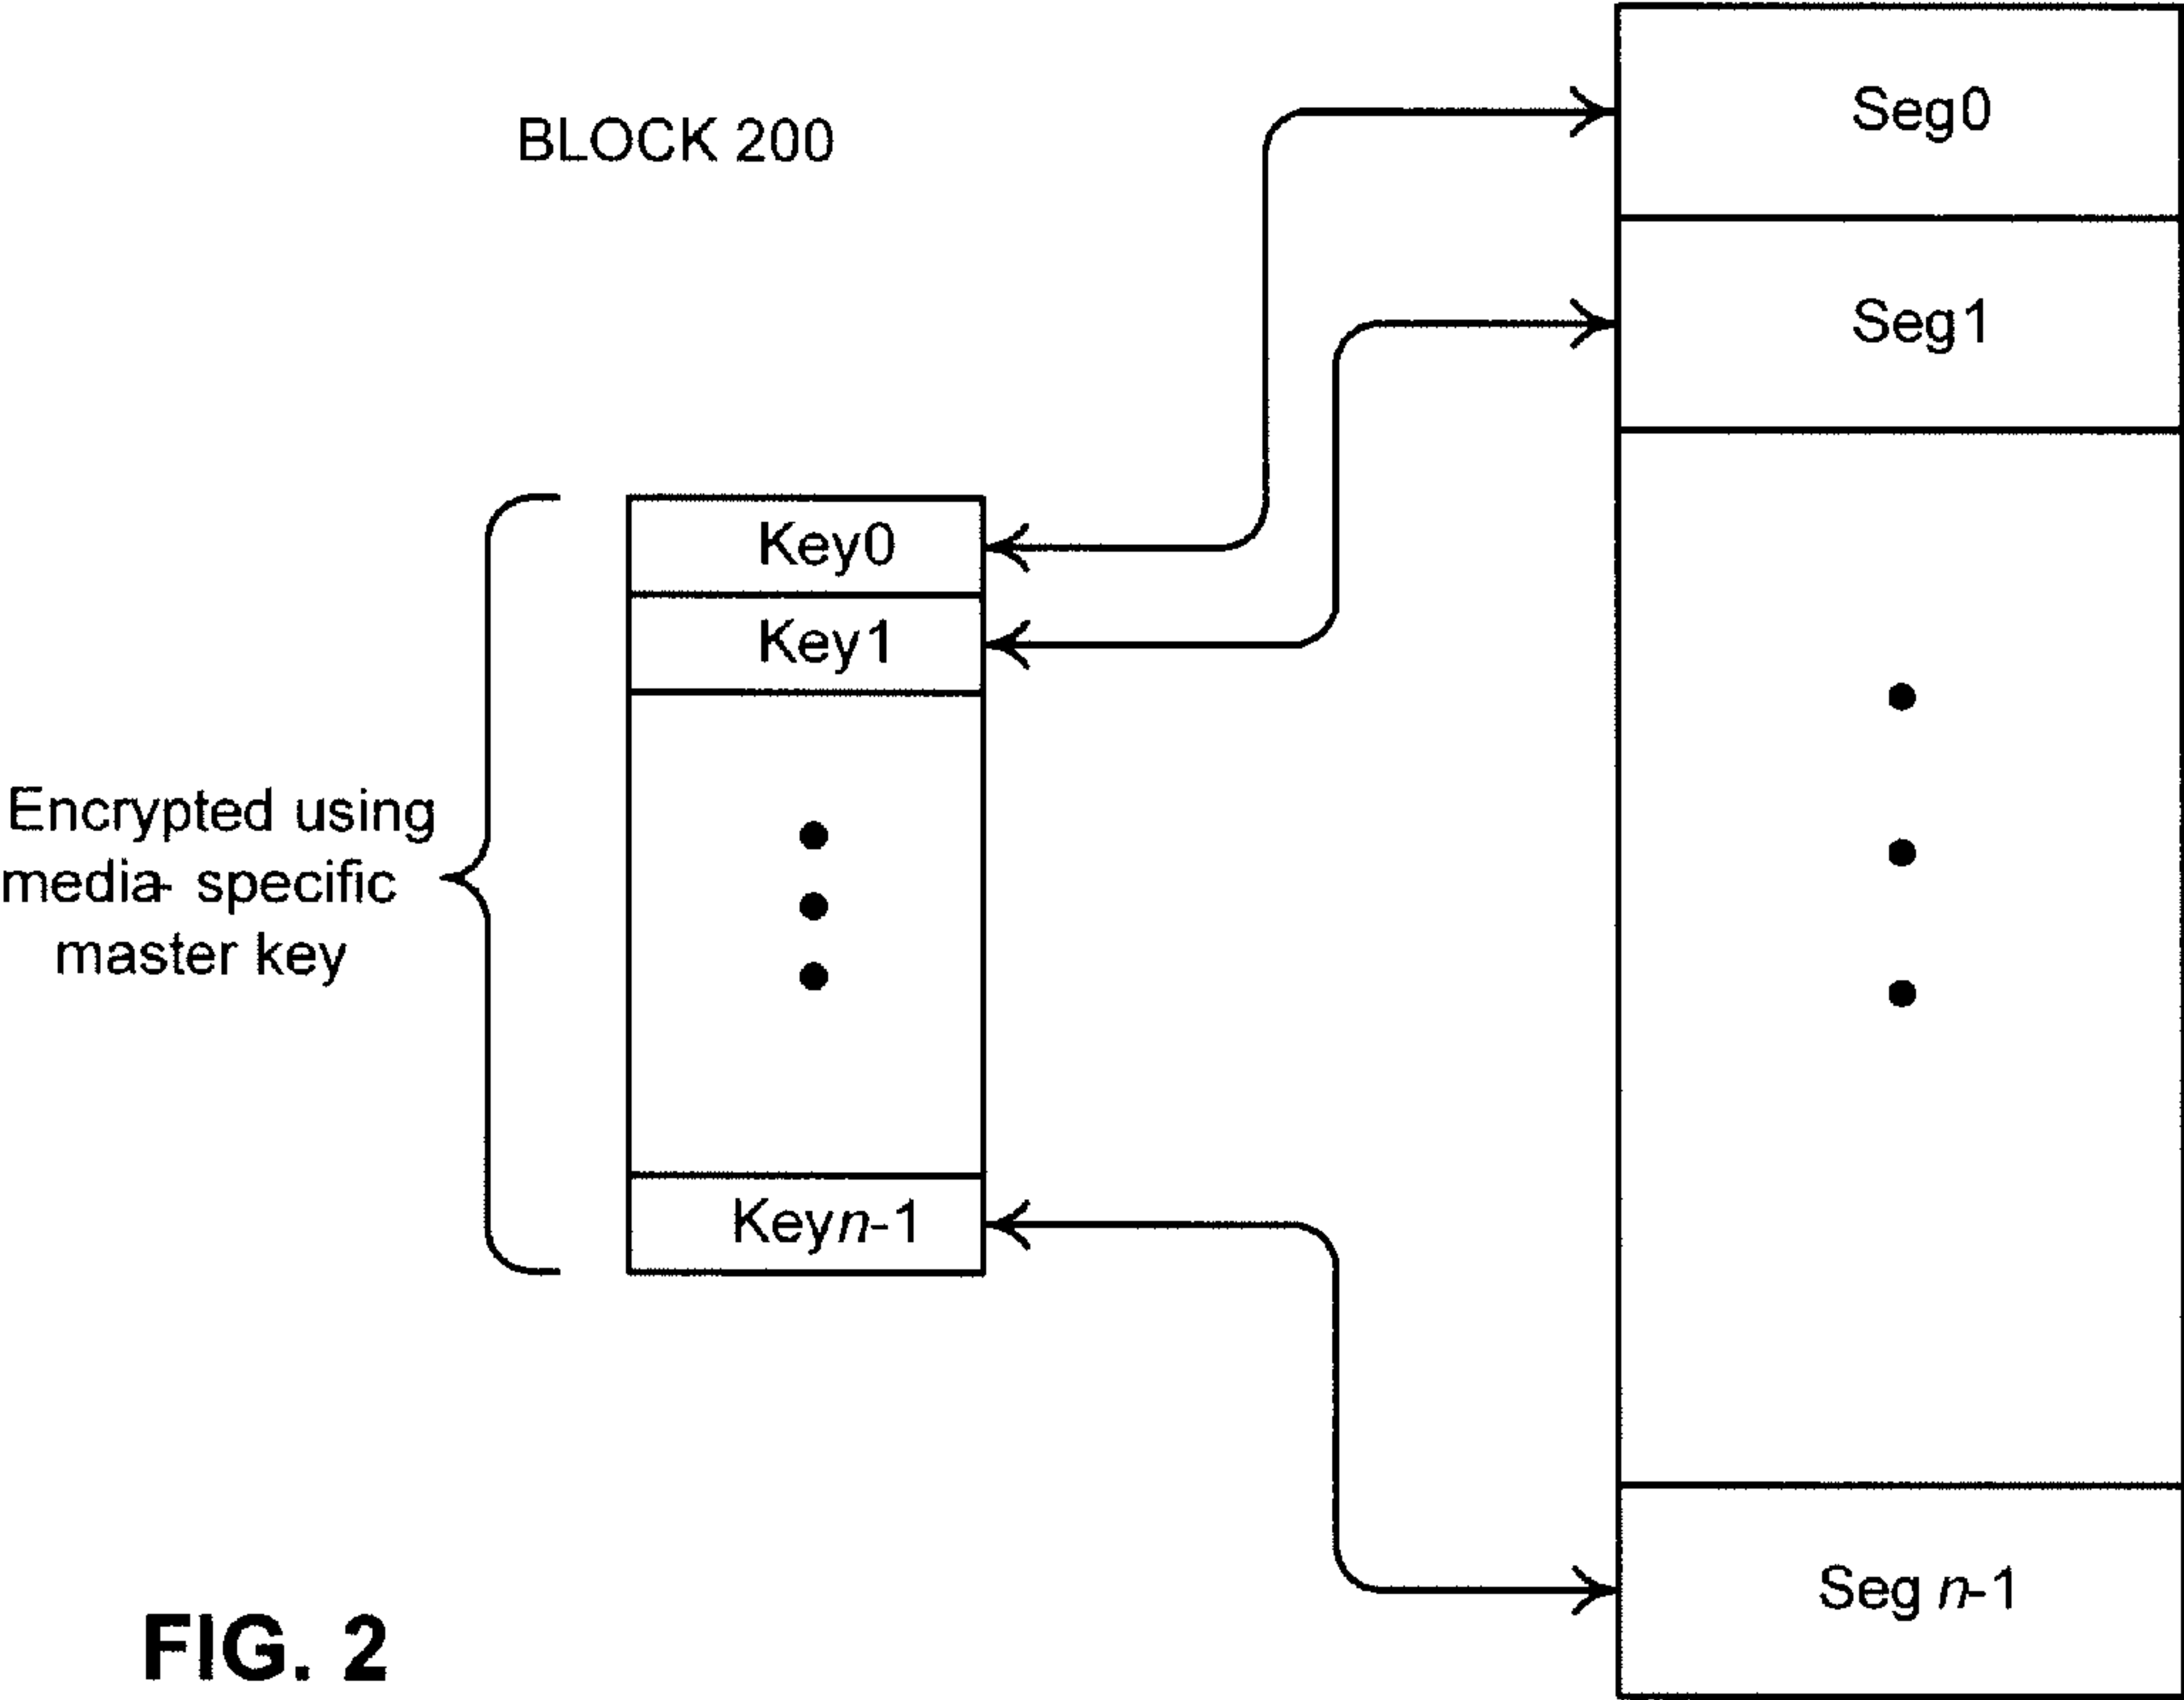 BLOCK 200
Seg0
Seg1
Key0
Key1
Encrypted using
media- specific
master key
Keyn-1
Seg n-1
FIG. 2